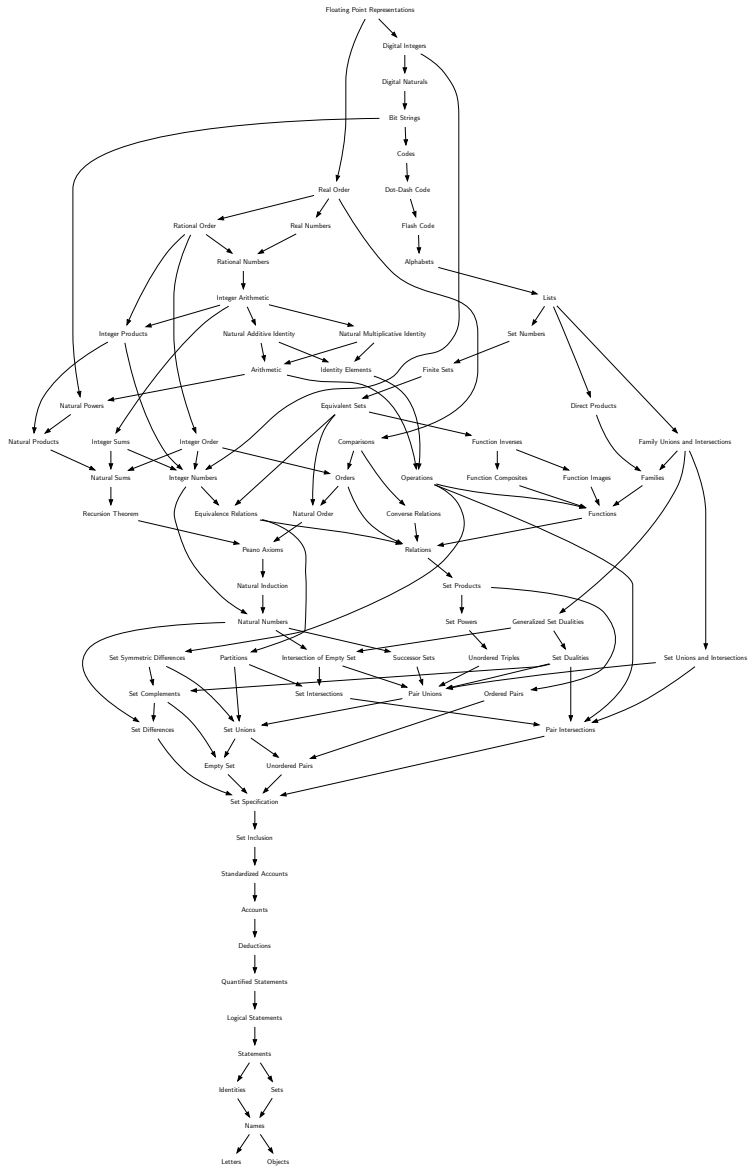 Floating Point Representations
Digital Integers
Digital Naturals
Bit Strings
Codes
Real Order
Dot-Dash Code
Rational Order
Real Numbers
Flash Code
Rational Numbers
Alphabets
Integer Arithmetic
Lists
Integer Products
Natural Additive Identity
Natural Multiplicative Identity
Set Numbers
Arithmetic
Identity Elements
Finite Sets
Natural Powers
Equivalent Sets
Direct Products
Natural Products
Integer Sums
Integer Order
Comparisons
Function Inverses
Family Unions and Intersections
Natural Sums
Integer Numbers
Orders
Operations
Function Composites
Function Images
Families
Recursion Theorem
Equivalence Relations
Natural Order
Converse Relations
Functions
Peano Axioms
Relations
Natural Induction
Set Products
Natural Numbers
Set Powers
Generalized Set Dualities
Set Symmetric Differences
Partitions
Intersection of Empty Set
Successor Sets
Unordered Triples
Set Dualities
Set Unions and Intersections
Set Complements
Set Intersections
Pair Unions
Ordered Pairs
Set Differences
Set Unions
Pair Intersections
Empty Set
Unordered Pairs
Set Specification
Set Inclusion
Standardized Accounts
Accounts
Deductions
Quantified Statements
Logical Statements
Statements
Identities
Sets
Names
Letters
Objects